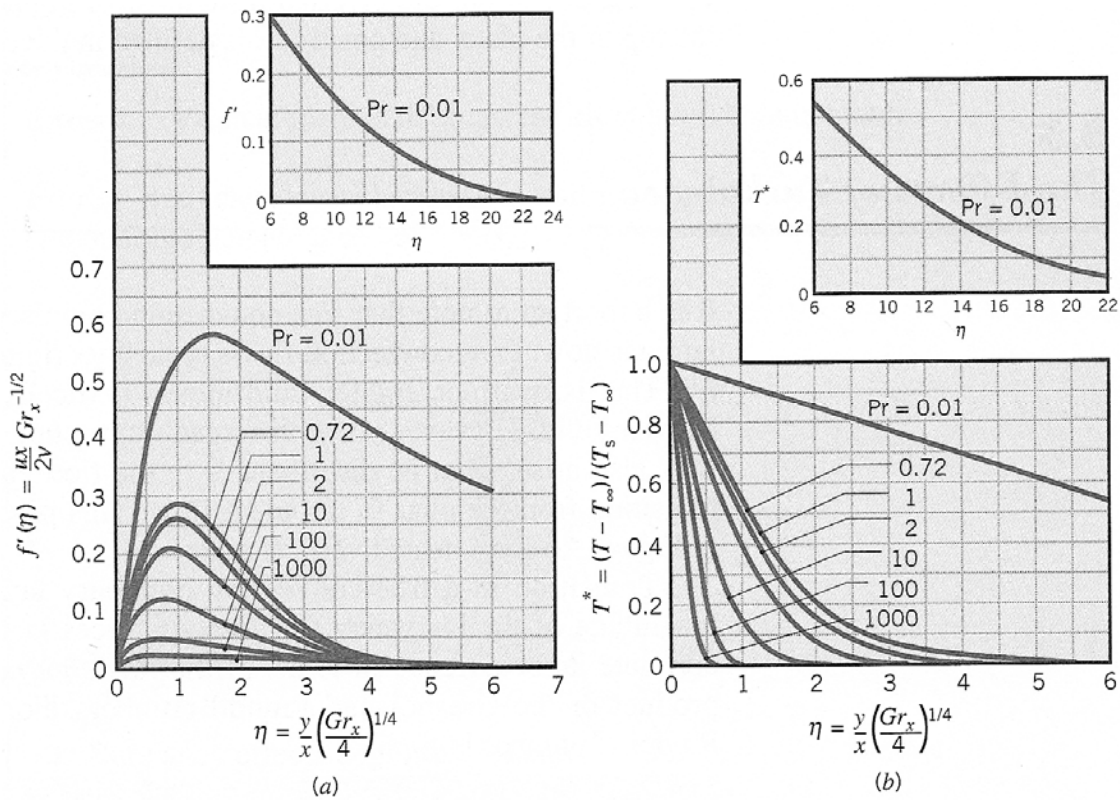 0.3
0.2
f'
Pr = 0.01
0.1
0
6 8 10 12 14 16 18 20 22 24
η
0.7
0.6
Pr = 0.01
0.5
0.4
0.72
1
0.3
2
10
0.2
100
1000
0.1
0
0 1 2 3 4 5 6 7
f'(η) = ux/2ν Gr_x^{-1/2}
η = y/x (Gr_x/4)^{1/4}
(a)
0.6
0.4
T*
Pr = 0.01
0.2
0
6 8 10 12 14 16 18 20 22
η
1.0
Pr = 0.01
0.8
0.72
0.6
1
2
0.4
10
0.2
100
1000
0
0 1 2 3 4 5 6
T* = (T − T∞)/(Ts − T∞)
η = y/x (Gr_x/4)^{1/4}
(b)